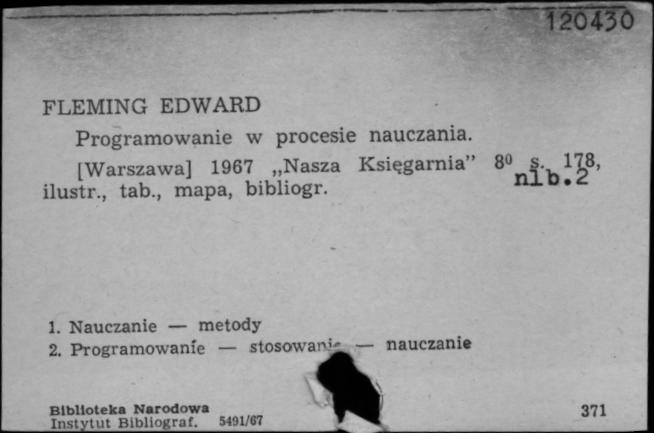 120430
FLEMING EDWARD
Programowanie w procesie nauczania.
[Warszawa] 1967 „Nasza Księgarnia” 8⁰ s. 178,
nlb.2
ilustr., tab., mapa, bibliogr.
1. Nauczanie — metody
2. Programowanie — stosowanie — nauczanie
Biblioteka Narodowa
Instytut Bibliograf. 5491/67
371